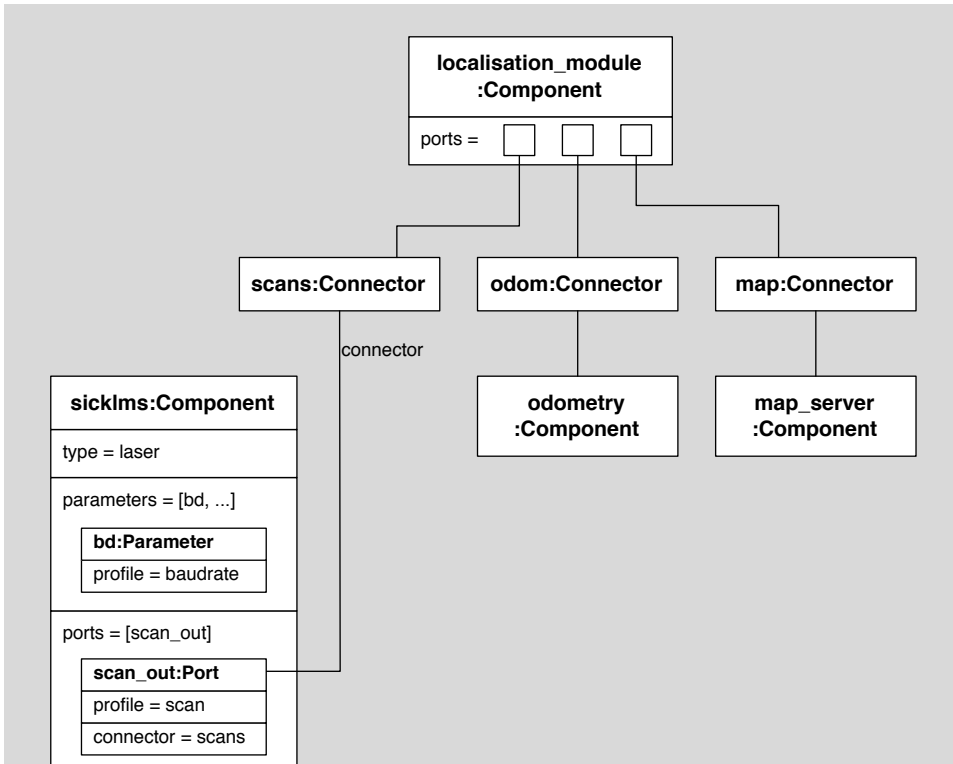 localisation_module
:Component
ports =
scans:Connector
odom:Connector
map:Connector
connector
sicklms:Component
type = laser
parameters = [bd, ...]
bd:Parameter
profile = baudrate
ports = [scan_out]
scan_out:Port
profile = scan
connector = scans
odometry
:Component
map_server
:Component